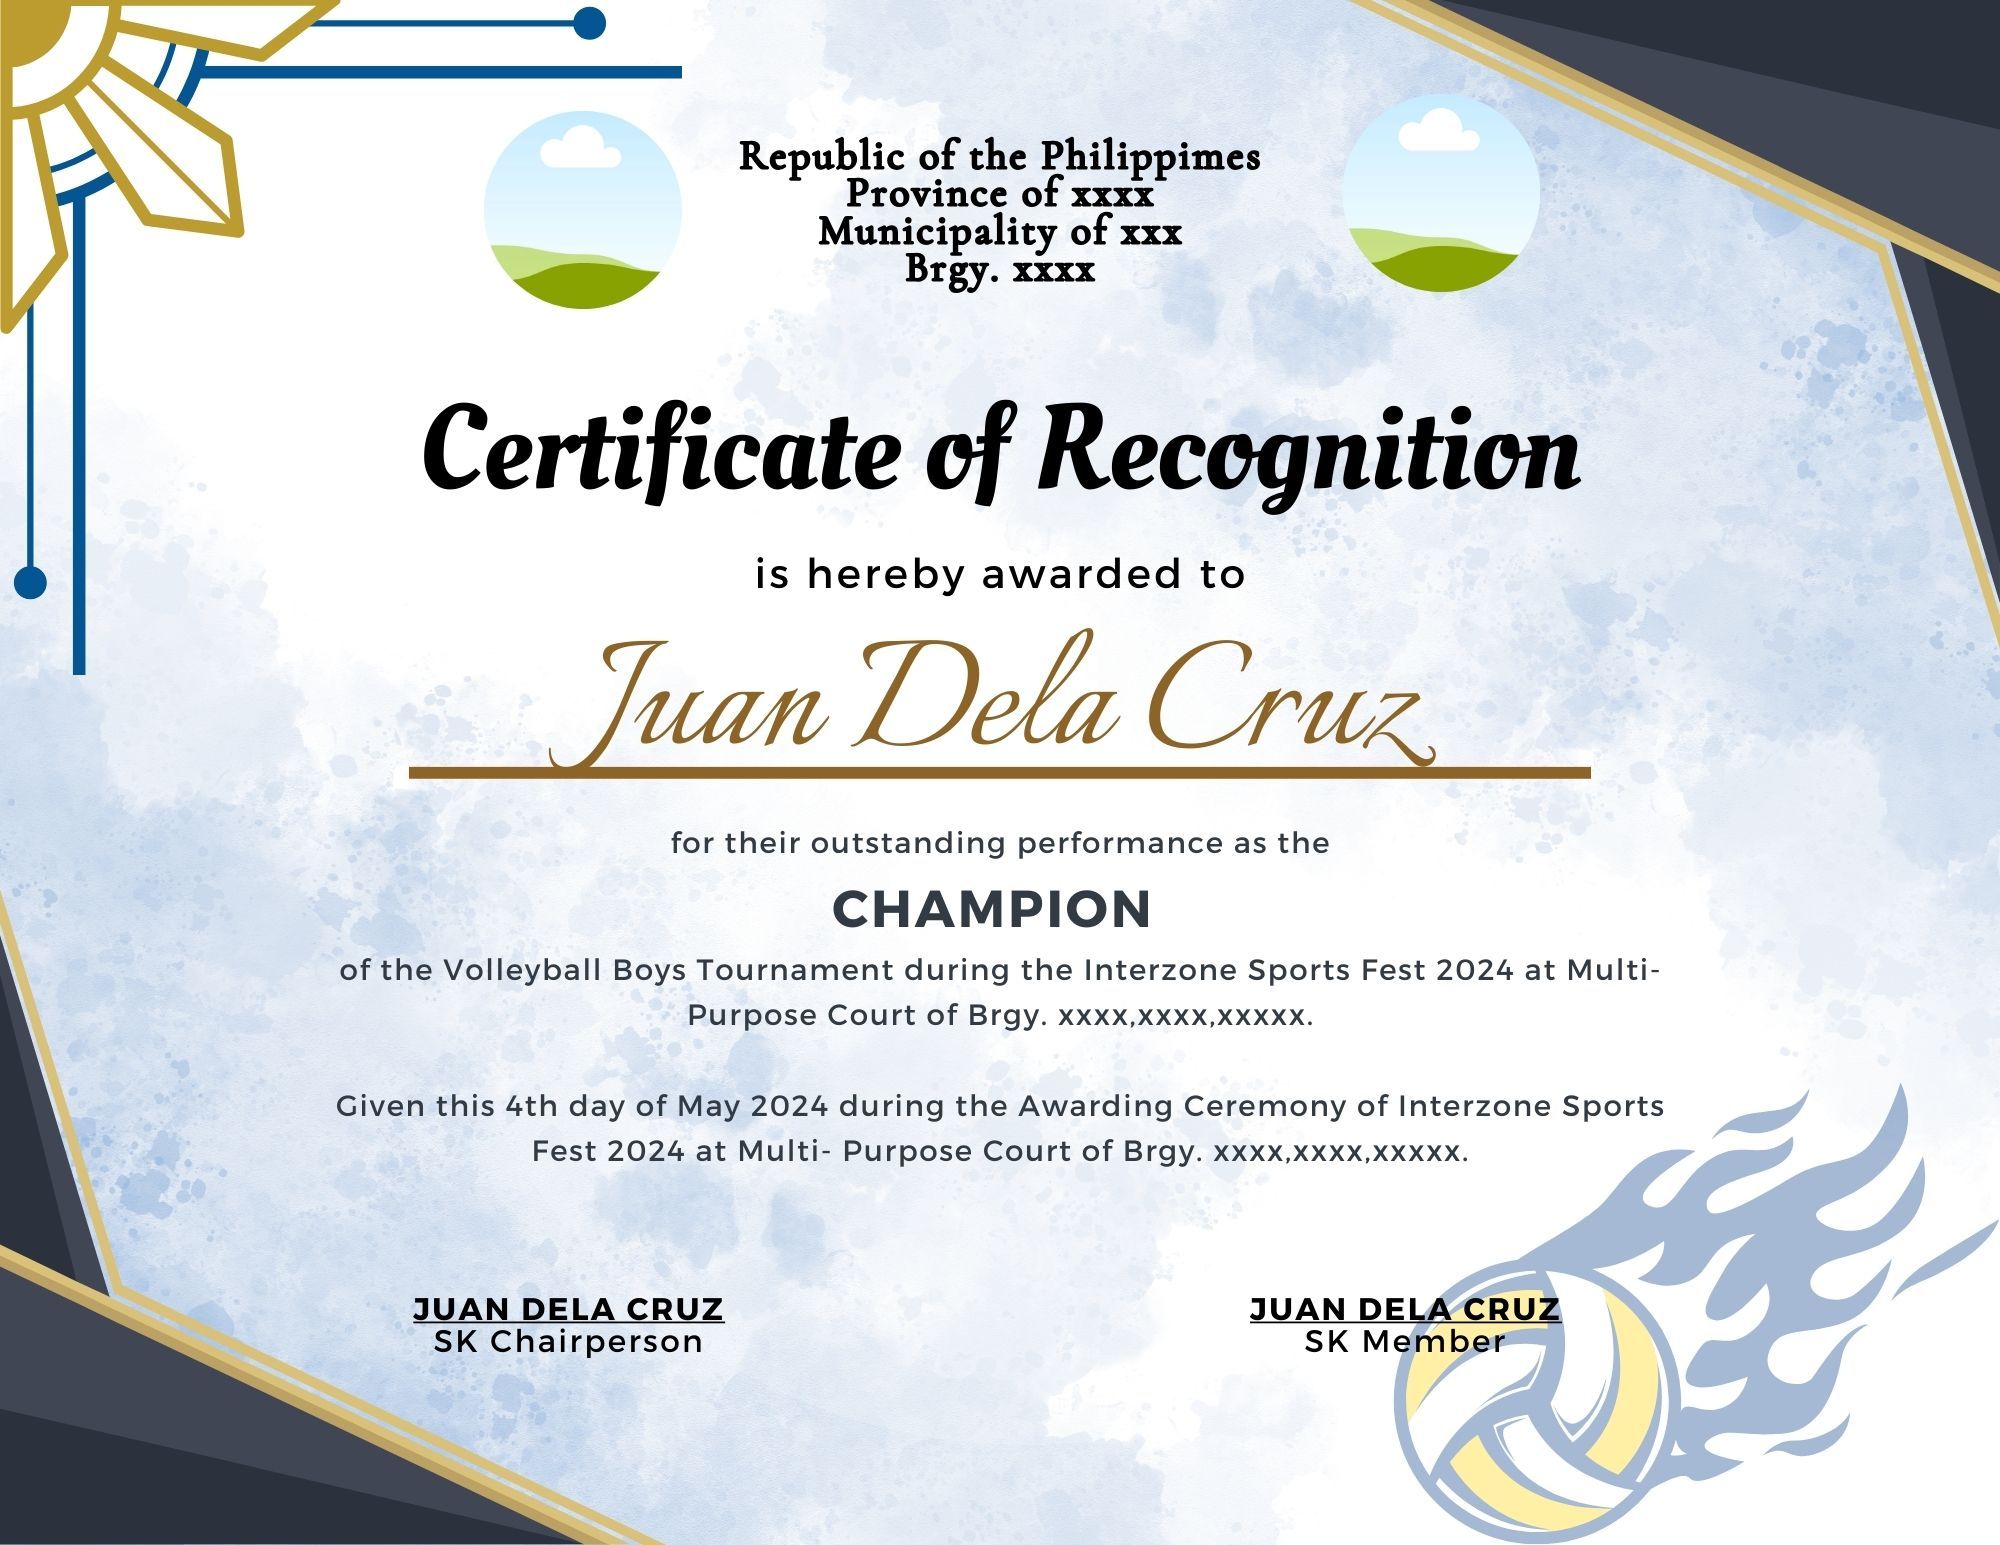 Republic of the Philippimes
Province of xxxx
Municipality of xxx
Brgy. xxxx
Certificate of Recognition
is hereby awarded to
Juan Dela Cruz
for their outstanding performance as the
CHAMPION
of the Volleyball Boys Tournament during the Interzone Sports Fest 2024 at Multi-
Purpose Court of Brgy. xxxx,xxxx,xxxxx.
Given this 4th day of May 2024 during the Awarding Ceremony of Interzone Sports
Fest 2024 at Multi- Purpose Court of Brgy. xxxx,xxxx,xxxxx.
JUAN DELA CRUZ
SK Chairperson
JUAN DELA CRUZ
SK Member